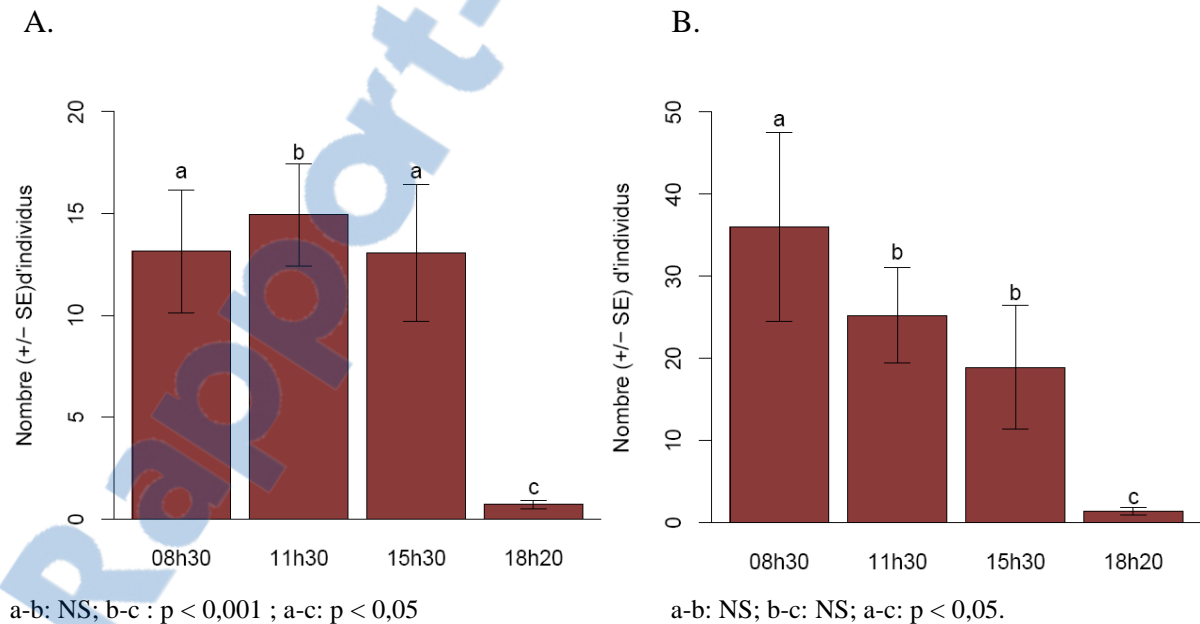 A.
B.
Nombre (+/− SE)d'individus
20
15
10
5
0
a
b
a
c
08h30
11h30
15h30
18h20
a-b: NS; b-c : p < 0,001 ; a-c: p < 0,05
Nombre (+/− SE) d'individus
50
40
30
20
10
0
a
b
b
c
08h30
11h30
15h30
18h20
a-b: NS; b-c: NS; a-c: p < 0,05.
Rapport-